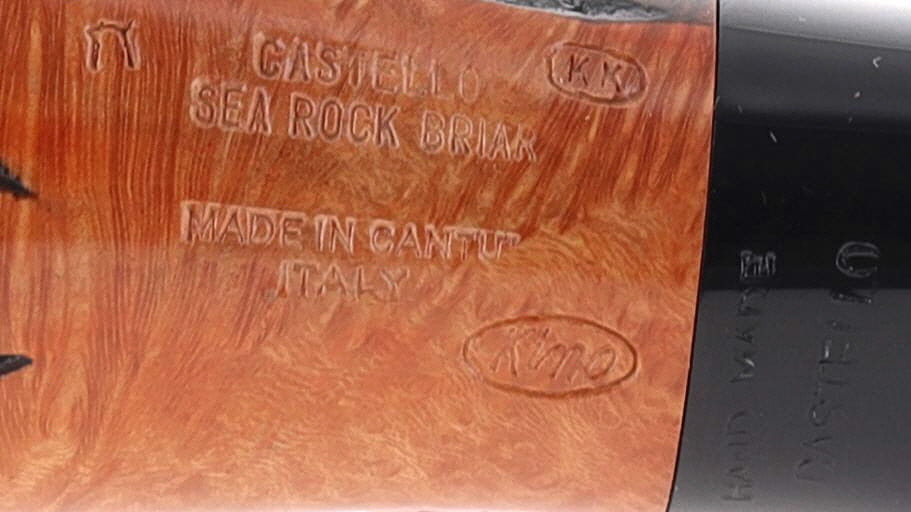 CASTELLO
KK
SEA ROCK BRIAR
MADE IN CANTU'
ITALY
Kino
HAND MADE
CASTELLO